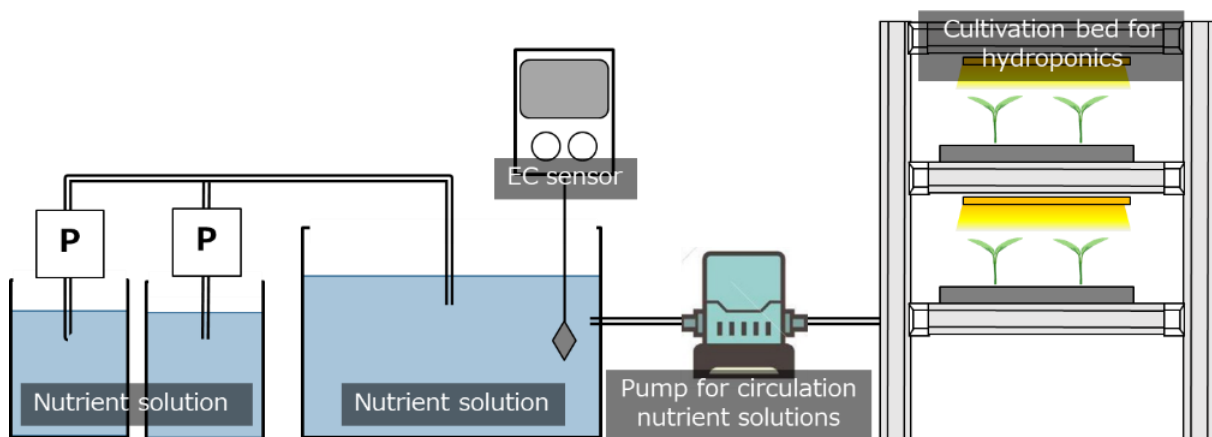 Cultivation bed for
hydroponics
EC sensor
P
P
Nutrient solution
Nutrient solution
Pump for circulation
nutrient solutions